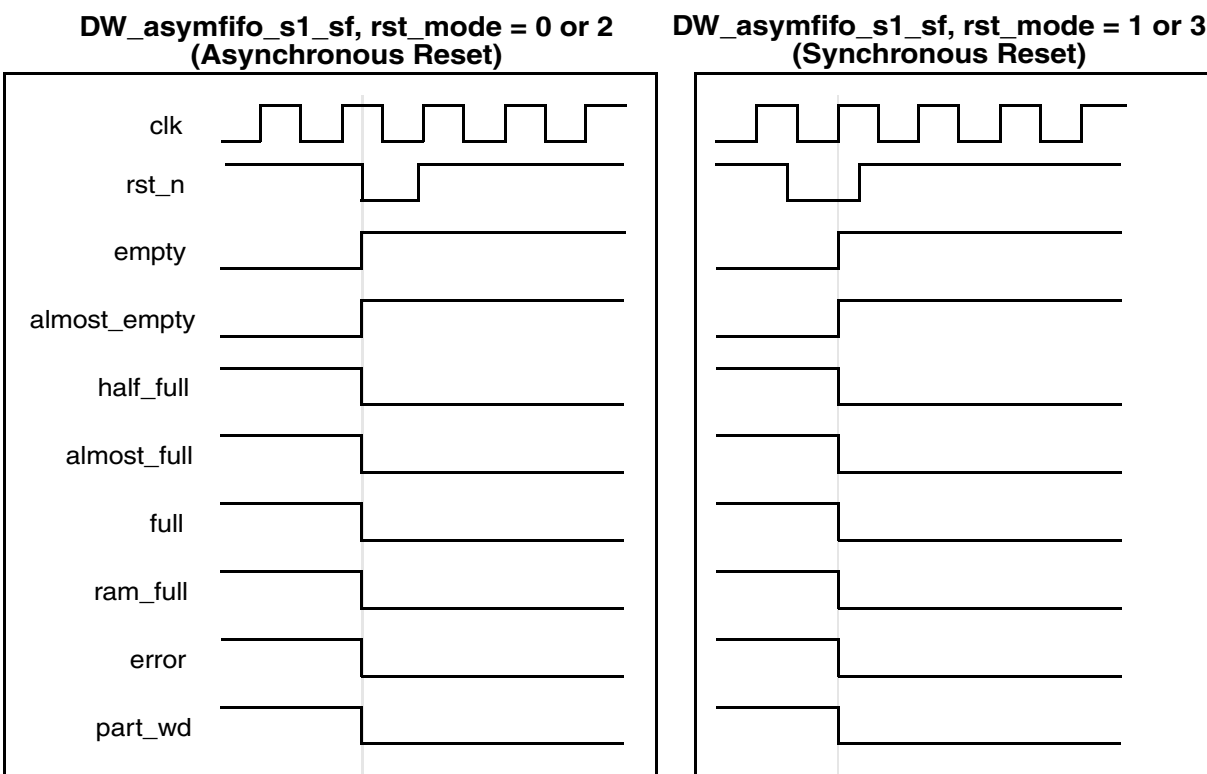 DW_asymfifo_s1_sf, rst_mode = 0 or 2
(Asynchronous Reset)
DW_asymfifo_s1_sf, rst_mode = 1 or 3
(Synchronous Reset)
clk
rst_n
empty
almost_empty
half_full
almost_full
full
ram_full
error
part_wd